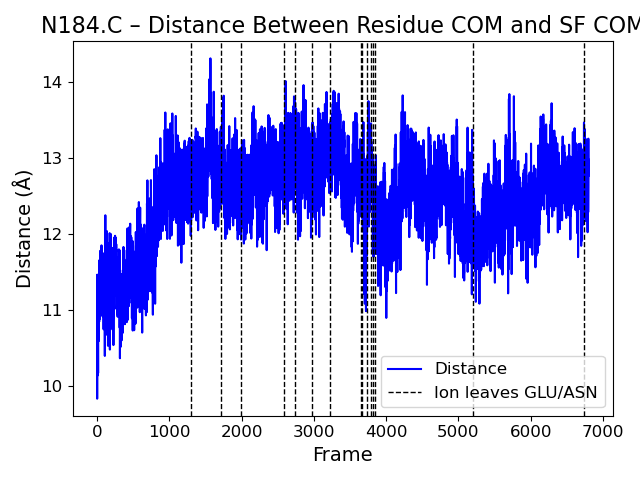 N184.C – Distance Between Residue COM and SF COM
Distance (Å)
14
13
12
11
10
Distance
Ion leaves GLU/ASN
0 1000 2000 3000 4000 5000 6000 7000
Frame